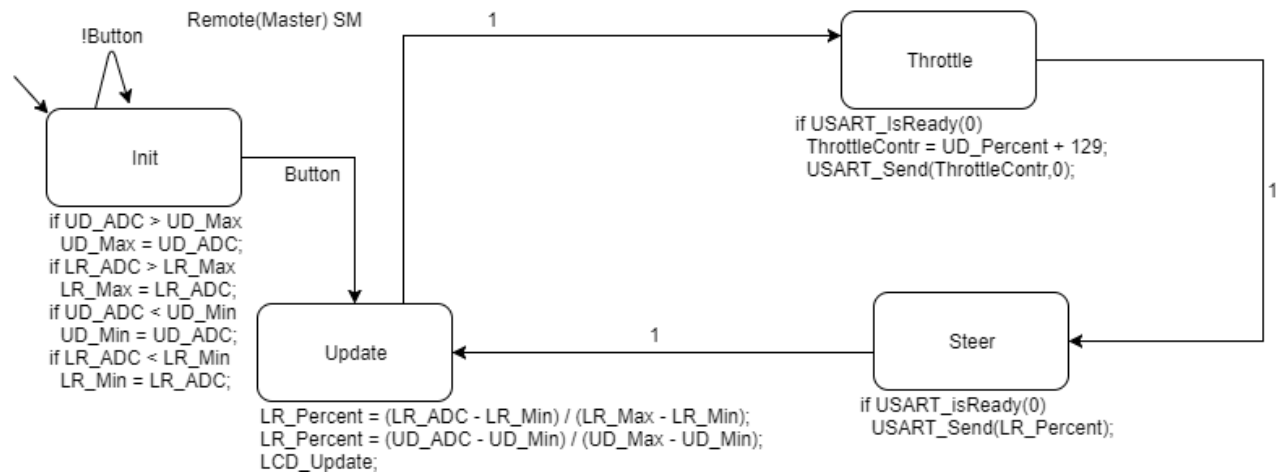 Remote(Master) SM
1
!Button
Throttle
if USART_IsReady(0)
ThrottleContr = UD_Percent + 129;
USART_Send(ThrottleContr,0);
Init
Button
1
if UD_ADC > UD_Max
UD_Max = UD_ADC;
if LR_ADC > LR_Max
LR_Max = LR_ADC;
if UD_ADC < UD_Min
UD_Min = UD_ADC;
if LR_ADC < LR_Min
LR_Min = LR_ADC;
Update
1
Steer
LR_Percent = (LR_ADC - LR_Min) / (LR_Max - LR_Min);
LR_Percent = (UD_ADC - UD_Min) / (UD_Max - UD_Min);
LCD_Update;
if USART_isReady(0)
USART_Send(LR_Percent);